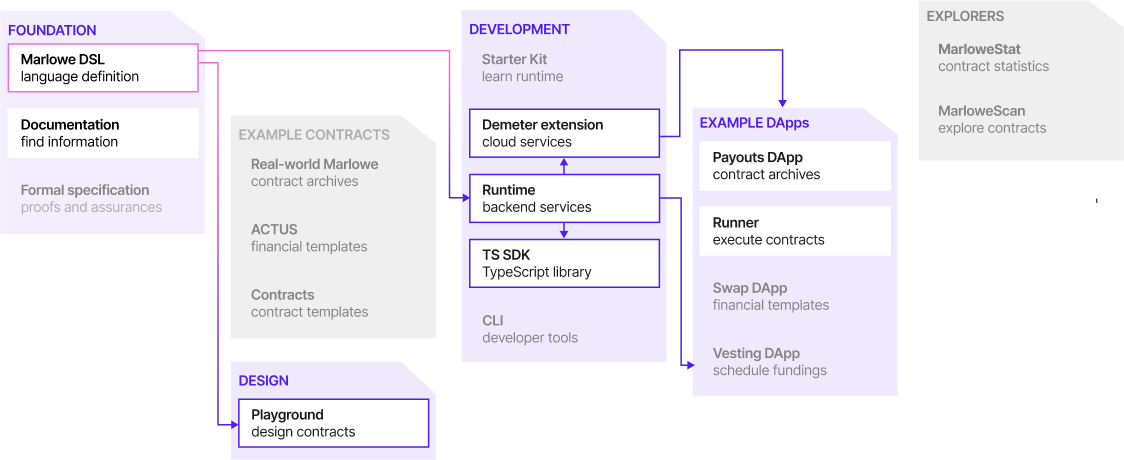 FOUNDATION
Marlowe DSL
language definition
Documentation
find information
Formal specification
proofs and assurances
EXAMPLE CONTRACTS
Real-world Marlowe
contract archives
ACTUS
financial templates
Contracts
contract templates
DESIGN
Playground
design contracts
DEVELOPMENT
Starter Kit
learn runtime
Demeter extension
cloud services
Runtime
backend services
TS SDK
TypeScript library
CLI
developer tools
EXAMPLE DApps
Payouts DApp
contract archives
Runner
execute contracts
Swap DApp
financial templates
Vesting DApp
schedule fundings
EXPLORERS
MarloweStat
contract statistics
MarloweScan
explore contracts